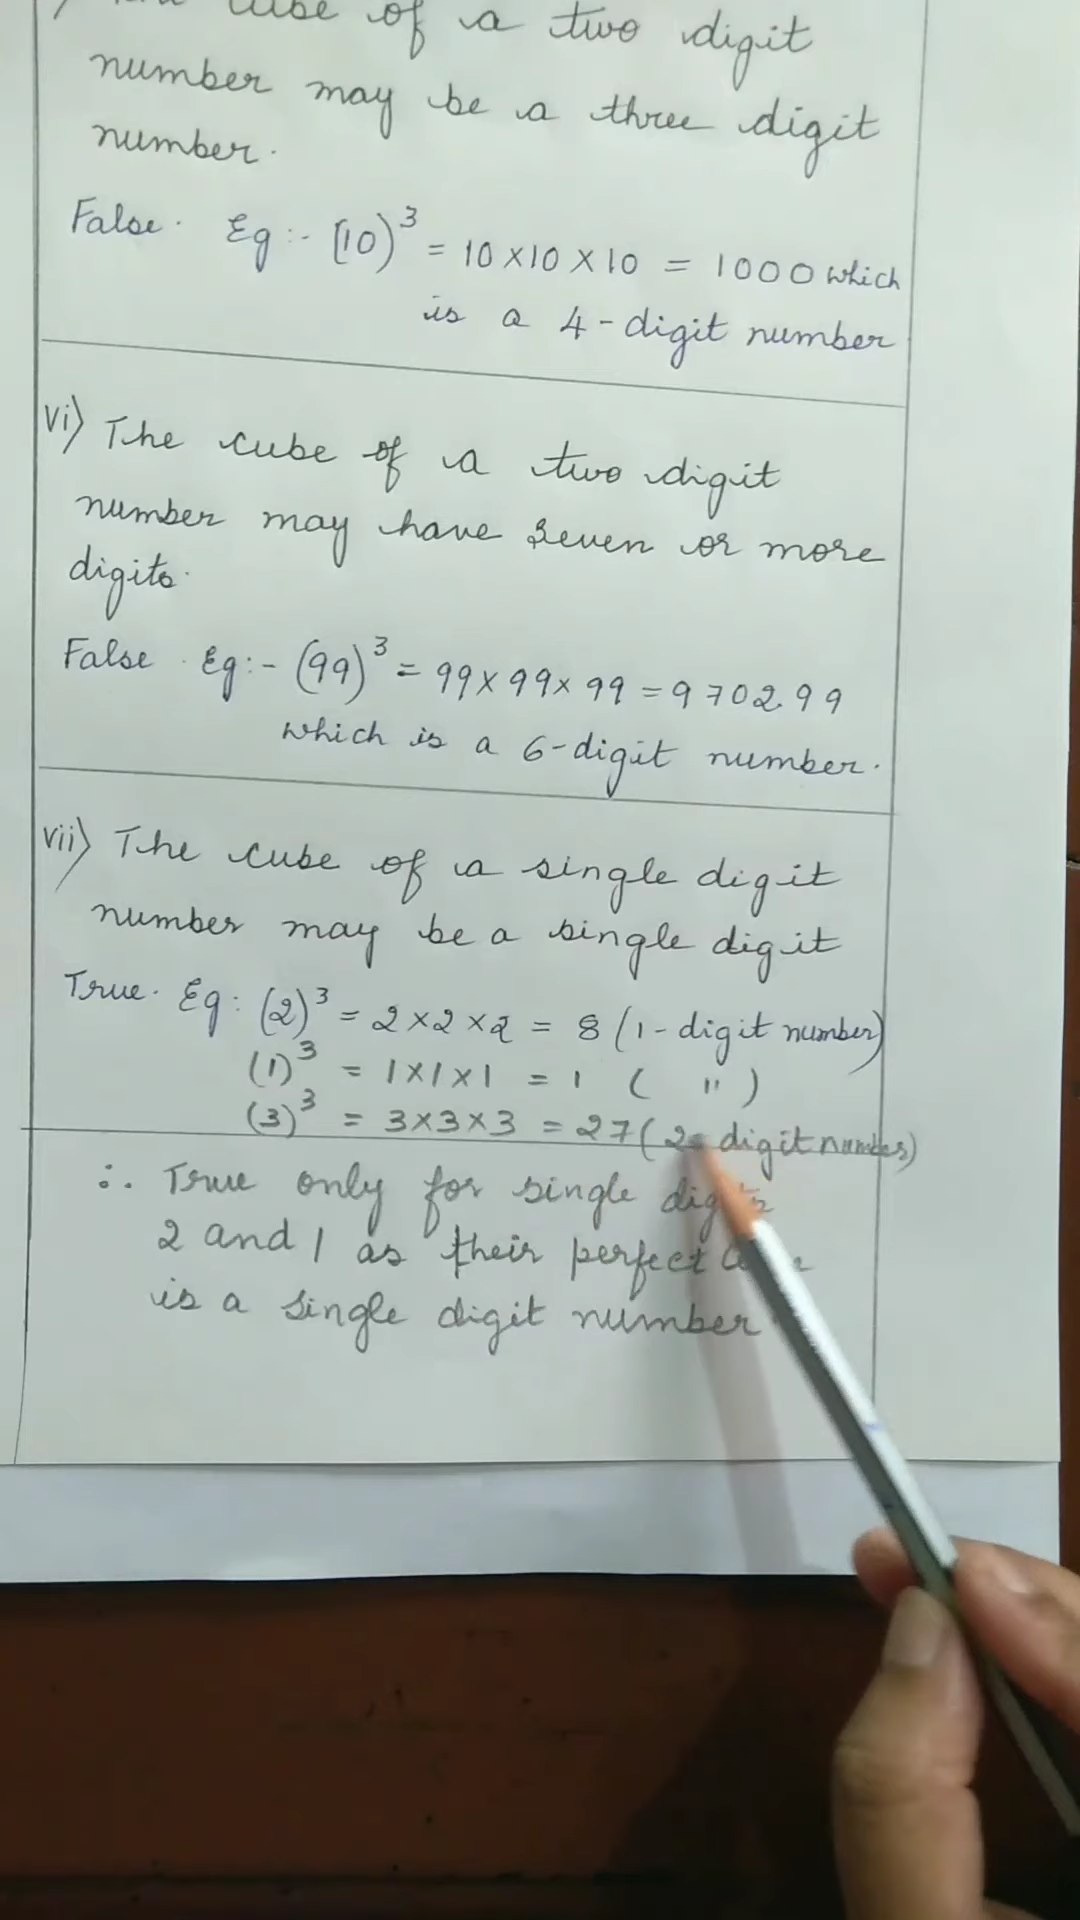 cube of a two digit
number may be a three digit
number.
False. Eg :- (10)³ = 10 × 10 × 10 = 1000 which
is a 4-digit number
vi) The cube of a two digit
number may have seven or more
digits.
False. Eg :- (99)³ = 99 × 99 × 99 = 970299
which is a 6-digit number.
vii) The cube of a single digit
number may be a single digit
True. Eg : (2)³ = 2 × 2 × 2 = 8 (1-digit number)
(1)³ = 1 × 1 × 1 = 1 ( " )
(3)³ = 3 × 3 × 3 = 27 (2 digit number)
∴ True only for single
2 and 1 as their perfect
is a single digit number